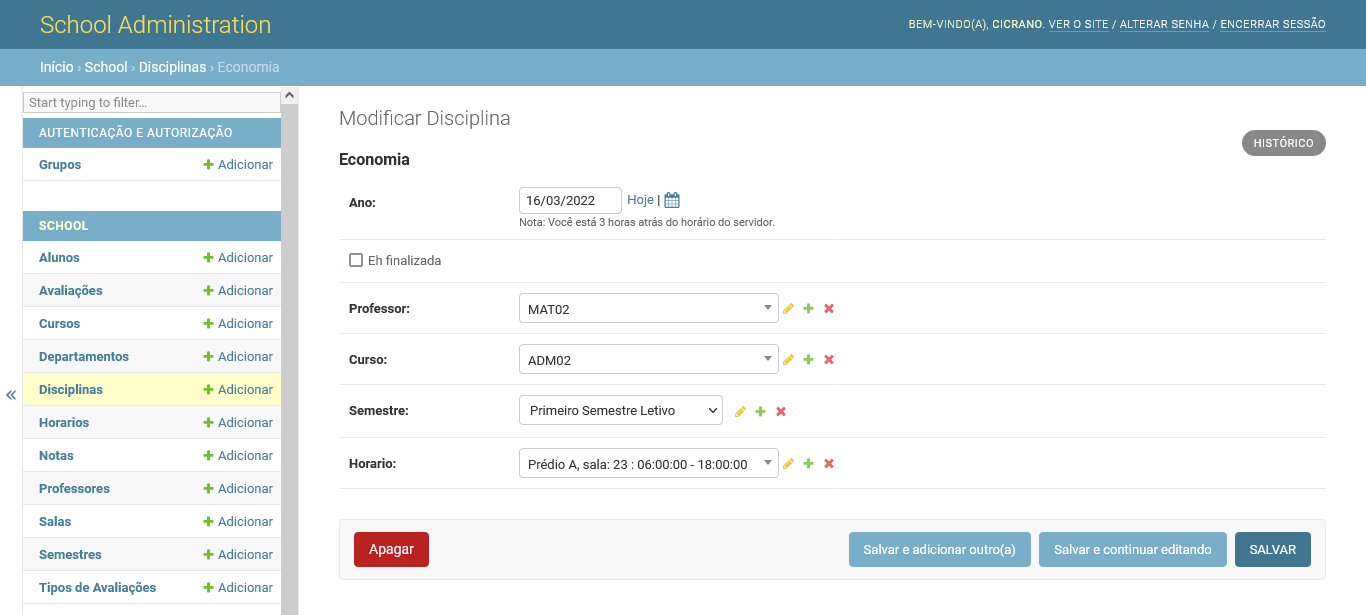 School Administration
BEM-VINDO(A), CICRANO. VER O SITE / ALTERAR SENHA / ENCERRAR SESSÃO
Início › School › Disciplinas › Economia
Start typing to filter...
AUTENTICAÇÃO E AUTORIZAÇÃO
Grupos Adicionar
SCHOOL
Alunos Adicionar
Avaliações Adicionar
Cursos Adicionar
Departamentos Adicionar
Disciplinas Adicionar
Horarios Adicionar
Notas Adicionar
Professores Adicionar
Salas Adicionar
Semestres Adicionar
Tipos de Avaliações Adicionar
«
Modificar Disciplina
HISTÓRICO
Economia
Ano: 16/03/2022 Hoje |
Nota: Você está 3 horas atrás do horário do servidor.
Eh finalizada
Professor: MAT02
Curso: ADM02
Semestre: Primeiro Semestre Letivo
Horario: Prédio A, sala: 23 : 06:00:00 - 18:00:00
Apagar Salvar e adicionar outro(a) Salvar e continuar editando SALVAR